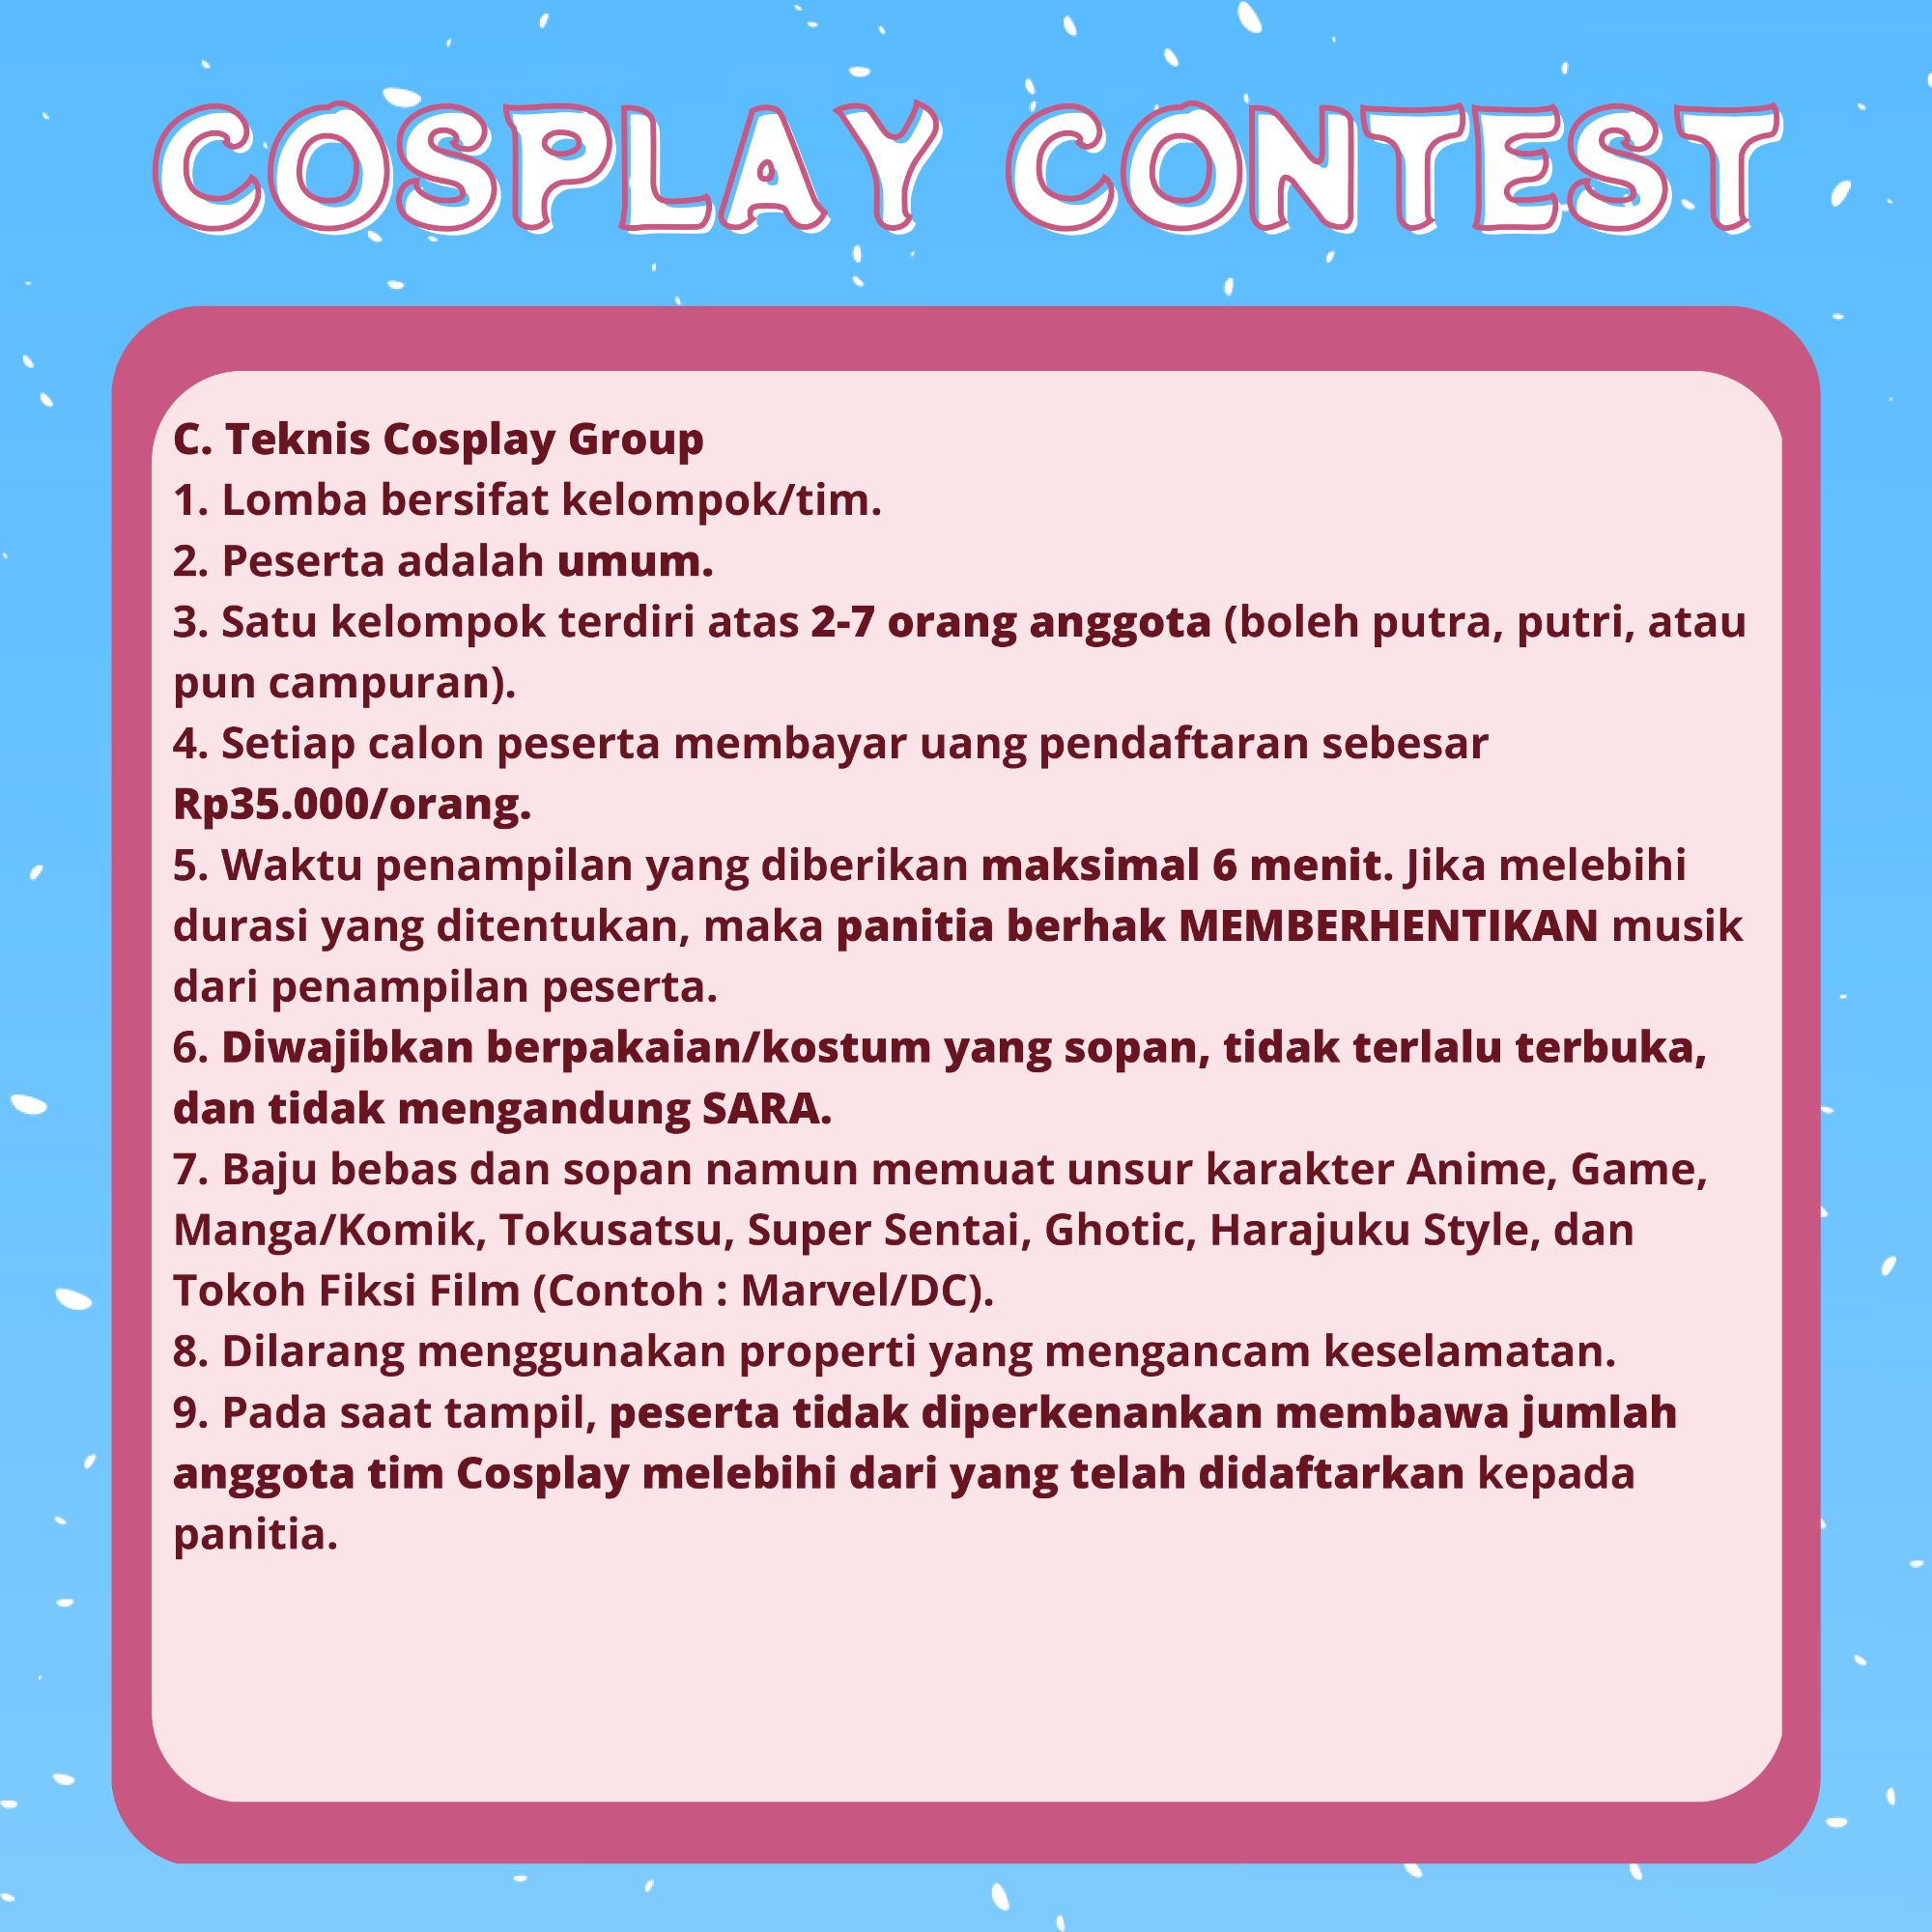 COSPLAY CONTEST
C. Teknis Cosplay Group
1. Lomba bersifat kelompok/tim.
2. Peserta adalah umum.
3. Satu kelompok terdiri atas 2-7 orang anggota (boleh putra, putri, atau
pun campuran).
4. Setiap calon peserta membayar uang pendaftaran sebesar
Rp35.000/orang.
5. Waktu penampilan yang diberikan maksimal 6 menit. Jika melebihi
durasi yang ditentukan, maka panitia berhak MEMBERHENTIKAN musik
dari penampilan peserta.
6. Diwajibkan berpakaian/kostum yang sopan, tidak terlalu terbuka,
dan tidak mengandung SARA.
7. Baju bebas dan sopan namun memuat unsur karakter Anime, Game,
Manga/Komik, Tokusatsu, Super Sentai, Ghotic, Harajuku Style, dan
Tokoh Fiksi Film (Contoh : Marvel/DC).
8. Dilarang menggunakan properti yang mengancam keselamatan.
9. Pada saat tampil, peserta tidak diperkenankan membawa jumlah
anggota tim Cosplay melebihi dari yang telah didaftarkan kepada
panitia.